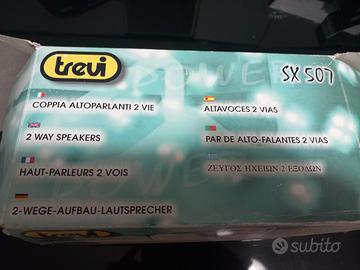 trevi
POWER
SX 507
COPPIA ALTOPARLANTI 2 VIE
2 WAY SPEAKERS
HAUT-PARLEURS 2 VOIS
2-WEGE-AUFBAU-LAUTSPRECHER
ALTAVOCES 2 VIAS
PAR DE ALTO-FALANTES 2 VIAS
ΖΕΥΓΟΣ ΗΧΕΙΩΝ 2 ΕΞΟΔΩΝ
subito